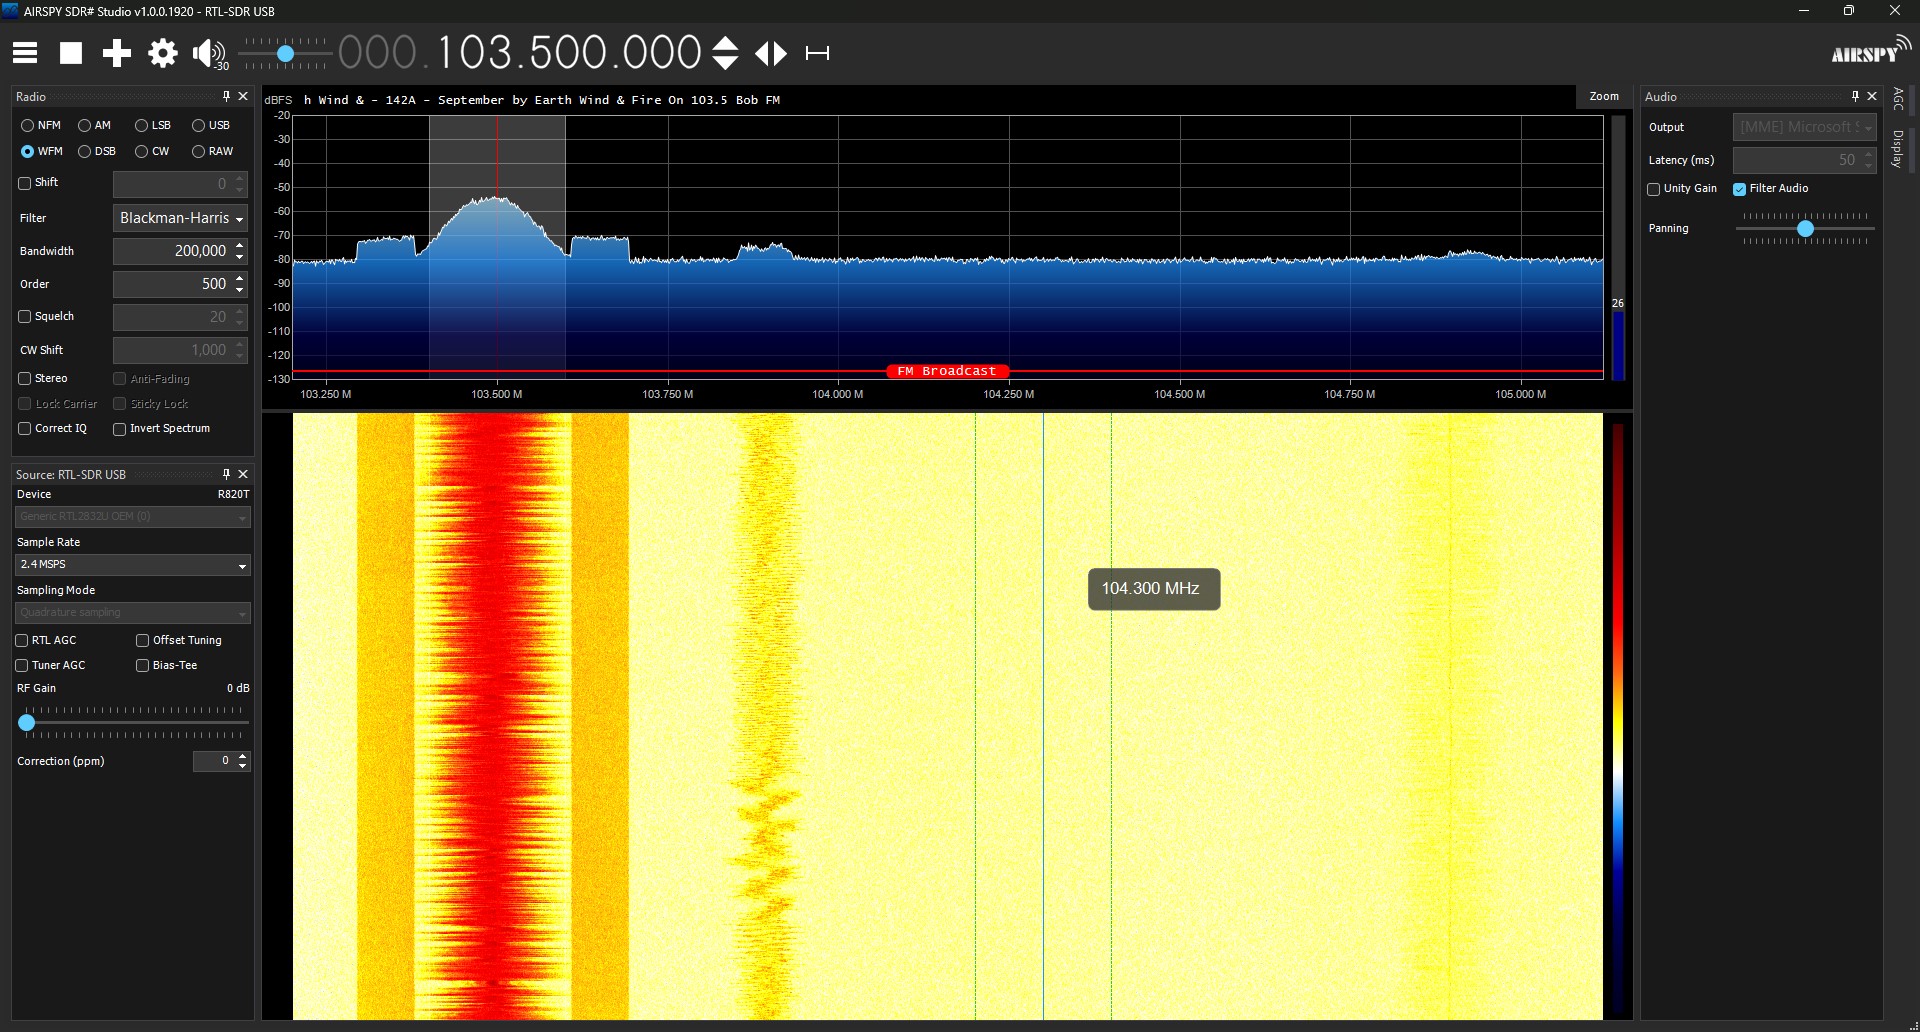 AIRSPY SDR# Studio v1.0.0.1920 - RTL-SDR USB
-30
000.103.500.000
AIRSPY
Radio
NFM AM LSB USB
WFM DSB CW RAW
Shift 0
Filter Blackman-Harris
Bandwidth 200,000
Order 500
Squelch 20
CW Shift 1,000
Stereo Anti-Fading
Lock Carrier Sticky Lock
Correct IQ Invert Spectrum
Source: RTL-SDR USB
Device R820T
Generic RTL2832U OEM (0)
Sample Rate
2.4 MSPS
Sampling Mode
Quadrature sampling
RTL AGC Offset Tuning
Tuner AGC Bias-Tee
RF Gain 0 dB
Correction (ppm) 0
dBFS h Wind & - 142A - September by Earth Wind & Fire On 103.5 Bob FM
Zoom
-20
-30
-40
-50
-60
-70
-80
-90
-100
-110
-120
-130
26
FM Broadcast
103.250 M 103.500 M 103.750 M 104.000 M 104.250 M 104.500 M 104.750 M 105.000 M
104.300 MHz
Audio
Output [MME] Microsoft
Latency (ms) 50
Unity Gain Filter Audio
Panning
AGC
Display